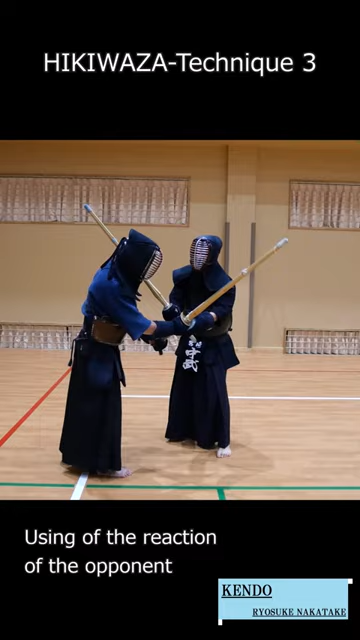 HIKIWAZA-Technique 3
Using of the reaction
of the opponent
KENDO
RYOSUKE NAKATAKE